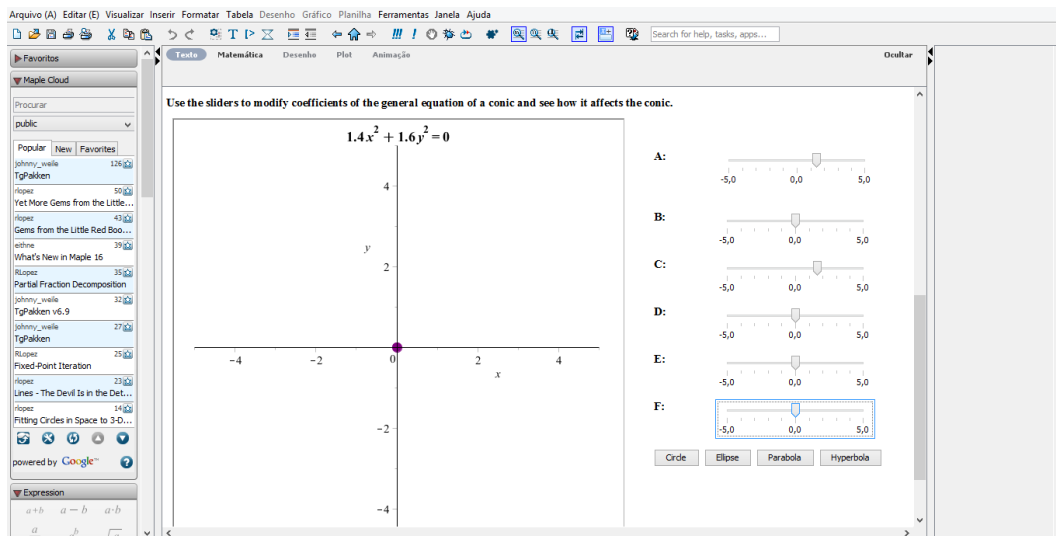 Arquivo (A) Editar (E) Visualizar Inserir Formatar Tabela Desenho Gráfico Planilha Ferramentas Janela Ajuda
Search for help, tasks, apps...
Favoritos
Maple Cloud
Procurar
public
Popular New Favorites
johnny_weile 126
TgPakken
rlopez 50
Yet More Gems from the Little...
rlopez 43
Gems from the Little Red Boo...
eithne 39
What's New in Maple 16
RLopez 35
Partial Fraction Decomposition
johnny_weile 32
TgPakken v6.9
johnny_weile 27
TgPakken
RLopez 25
Fixed-Point Iteration
rlopez 23
Lines - The Devil Is in the Det...
rlopez 14
Fitting Circles in Space to 3-D...
powered by Google™
Expression
a+b a−b a·b
Texto Matemática Desenho Plot Animação Ocultar
Use the sliders to modify coefficients of the general equation of a conic and see how it affects the conic.
1.4 x² + 1.6 y² = 0
4
y
2
−4 −2 0 2 4
x
−2
−4
A:
-5,0 0,0 5,0
B:
-5,0 0,0 5,0
C:
-5,0 0,0 5,0
D:
-5,0 0,0 5,0
E:
-5,0 0,0 5,0
F:
-5,0 0,0 5,0
Circle Ellipse Parabola Hyperbola